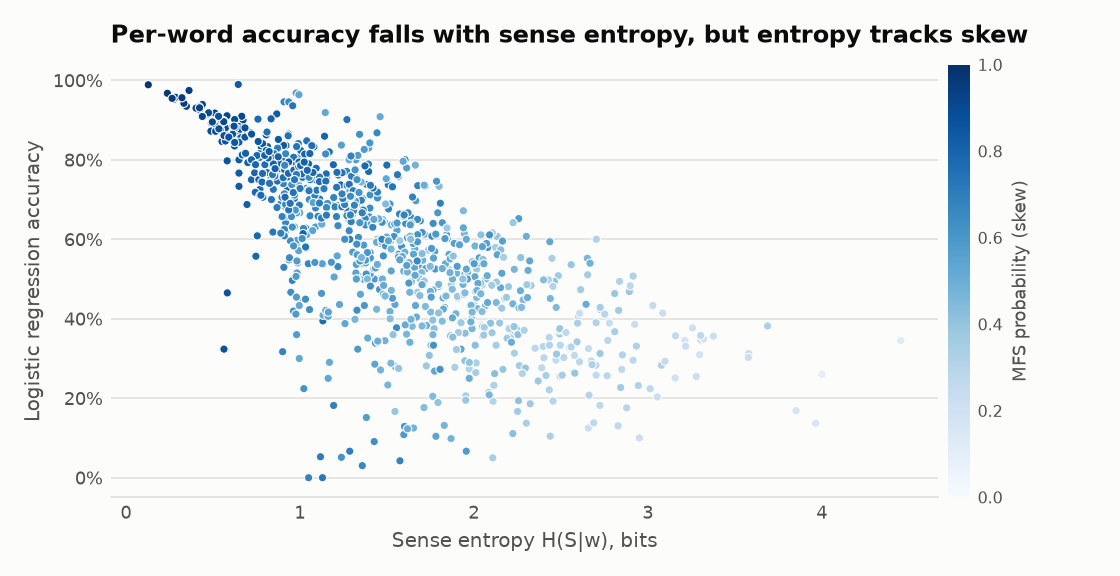 Per-word accuracy falls with sense entropy, but entropy tracks skew
100%
80%
60%
40%
20%
0%
Logistic regression accuracy
0 1 2 3 4
Sense entropy H(S|w), bits
1.0
0.8
0.6
0.4
0.2
0.0
MFS probability (skew)